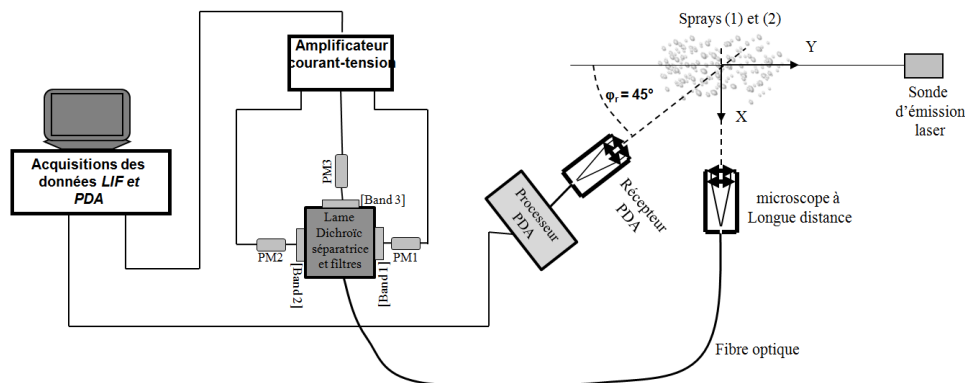 Sprays (1) et (2)
Amplificateur
courant-tension
Y
φr = 45°
X
Sonde
d'émission
laser
Acquisitions des
données LIF et
PDA
PM3
[Band 3]
Lame
Dichroïc
séparatrice
et filtres
PM2
[Band 2]
PM1
[Band 1]
Processeur
PDA
Récepteur
PDA
microscope à
Longue distance
Fibre optique